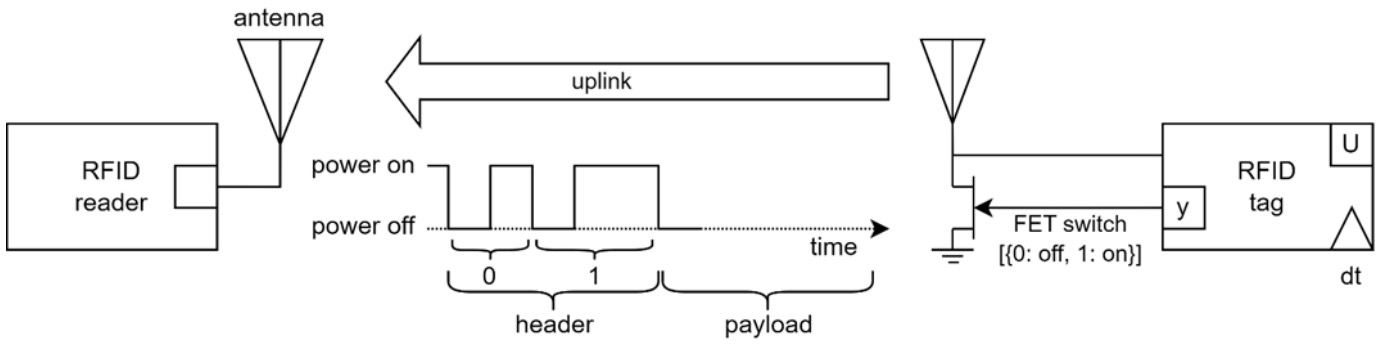 antenna
uplink
RFID
reader
power on
power off
time
0
1
header
payload
U
RFID
tag
y
FET switch
[{0: off, 1: on}]
dt